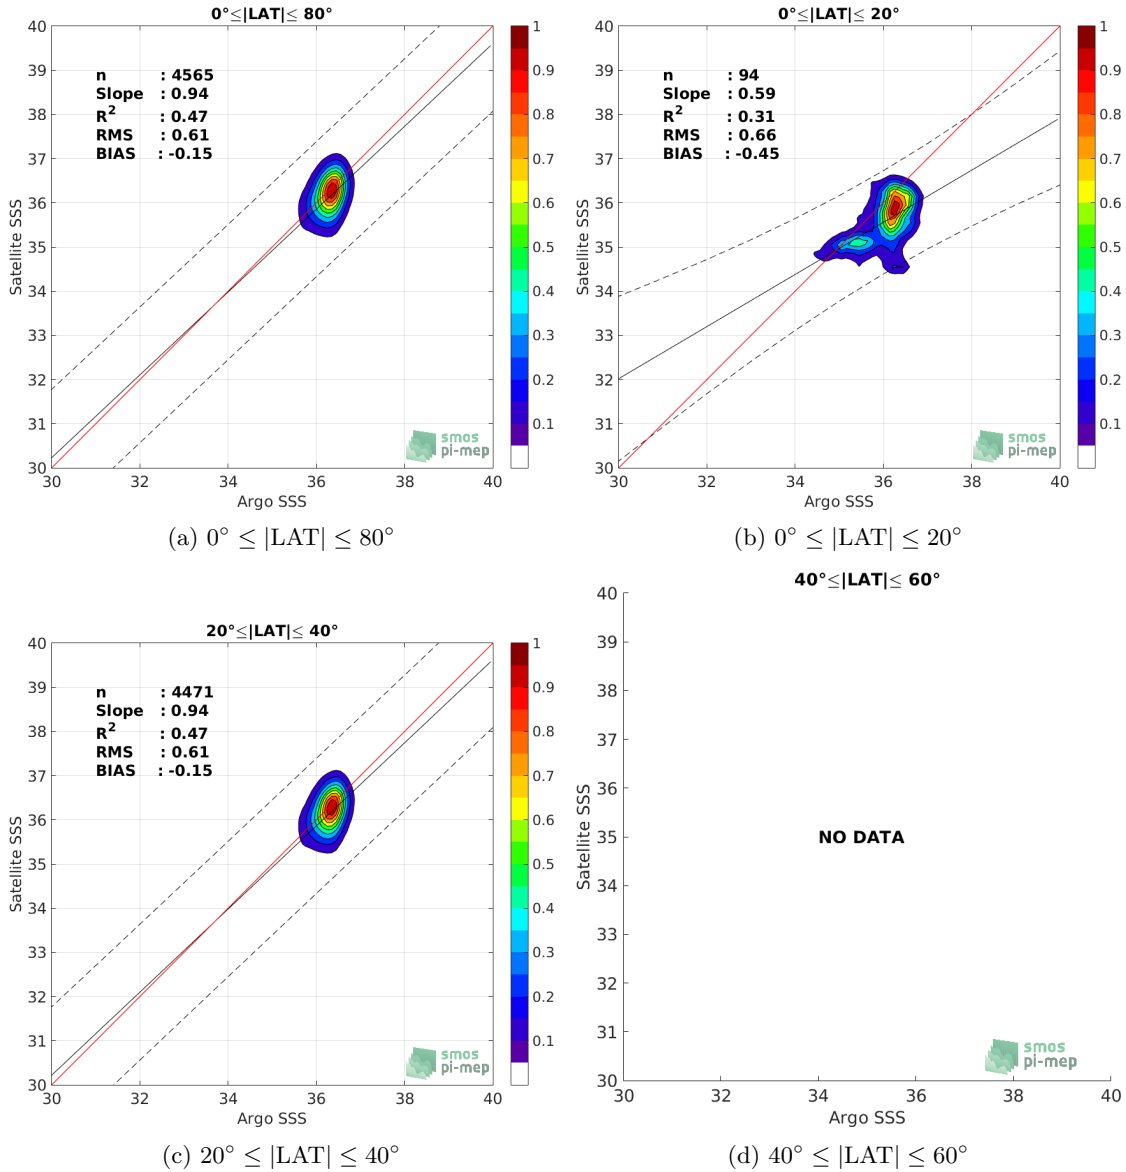 0°≤|LAT|≤ 80°
40
39
38
37
36
35
34
33
32
31
30
30 32 34 36 38 40
Satellite SSS
Argo SSS
n : 4565
Slope : 0.94
R² : 0.47
RMS : 0.61
BIAS : -0.15
smos
pi-mep
1
0.9
0.8
0.7
0.6
0.5
0.4
0.3
0.2
0.1
(a) 0° ≤ |LAT| ≤ 80°
0°≤|LAT|≤ 20°
40
39
38
37
36
35
34
33
32
31
30
30 32 34 36 38 40
Satellite SSS
Argo SSS
n : 94
Slope : 0.59
R² : 0.31
RMS : 0.66
BIAS : -0.45
smos
pi-mep
1
0.9
0.8
0.7
0.6
0.5
0.4
0.3
0.2
0.1
(b) 0° ≤ |LAT| ≤ 20°
20°≤|LAT|≤ 40°
40
39
38
37
36
35
34
33
32
31
30
30 32 34 36 38 40
Satellite SSS
Argo SSS
n : 4471
Slope : 0.94
R² : 0.47
RMS : 0.61
BIAS : -0.15
smos
pi-mep
1
0.9
0.8
0.7
0.6
0.5
0.4
0.3
0.2
0.1
(c) 20° ≤ |LAT| ≤ 40°
40°≤|LAT|≤ 60°
40
39
38
37
36
35
34
33
32
31
30
30 32 34 36 38 40
Satellite SSS
Argo SSS
NO DATA
smos
pi-mep
(d) 40° ≤ |LAT| ≤ 60°